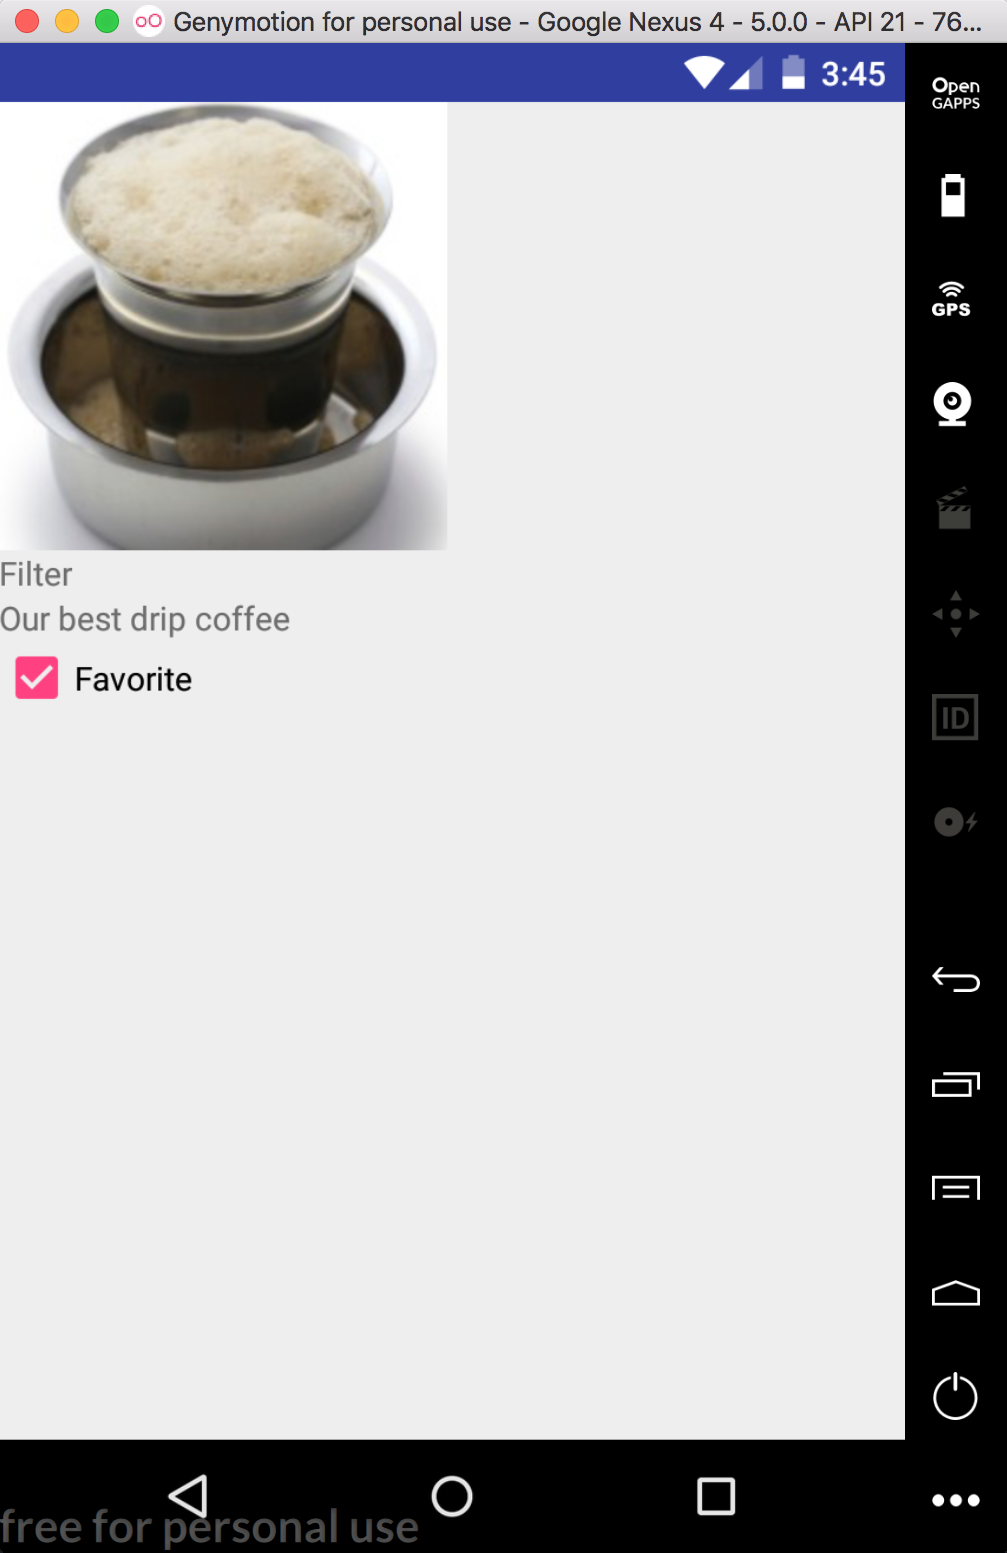 Genymotion for personal use - Google Nexus 4 - 5.0.0 - API 21 - 76...
3:45
Open
GAPPS
GPS
Filter
Our best drip coffee
Favorite
ID
free for personal use